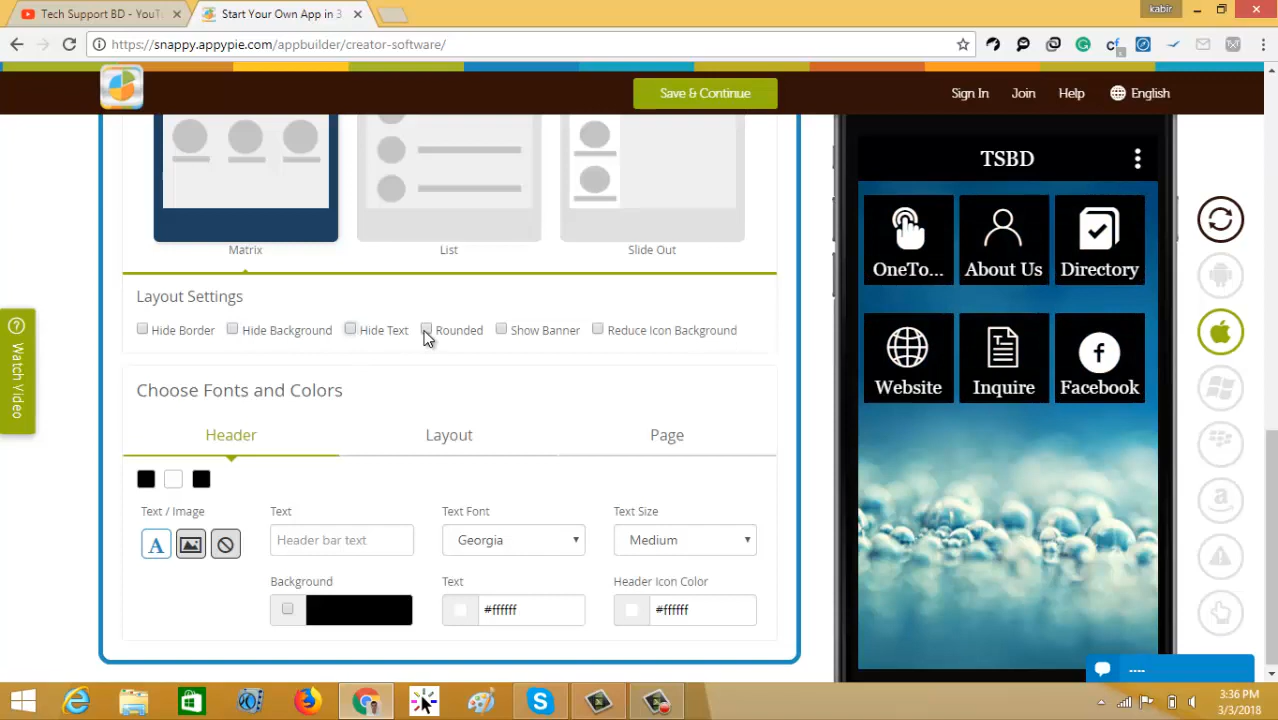 kabir
Tech Support BD - YouTu
Start Your Own App in 3
https://snappy.appypie.com/appbuilder/creator-software/
Save & Continue
Sign In
Join
Help
English
Matrix
List
Slide Out
Layout Settings
Hide Border
Hide Background
Hide Text
Rounded
Show Banner
Reduce Icon Background
Choose Fonts and Colors
Header
Layout
Page
Text / Image
Text
Text Font
Text Size
A
Header bar text
Georgia
Medium
Background
Text
Header Icon Color
#ffffff
#ffffff
Watch Video
TSBD
OneTo...
About Us
Directory
Website
Inquire
Facebook
----
3:36 PM
3/3/2018